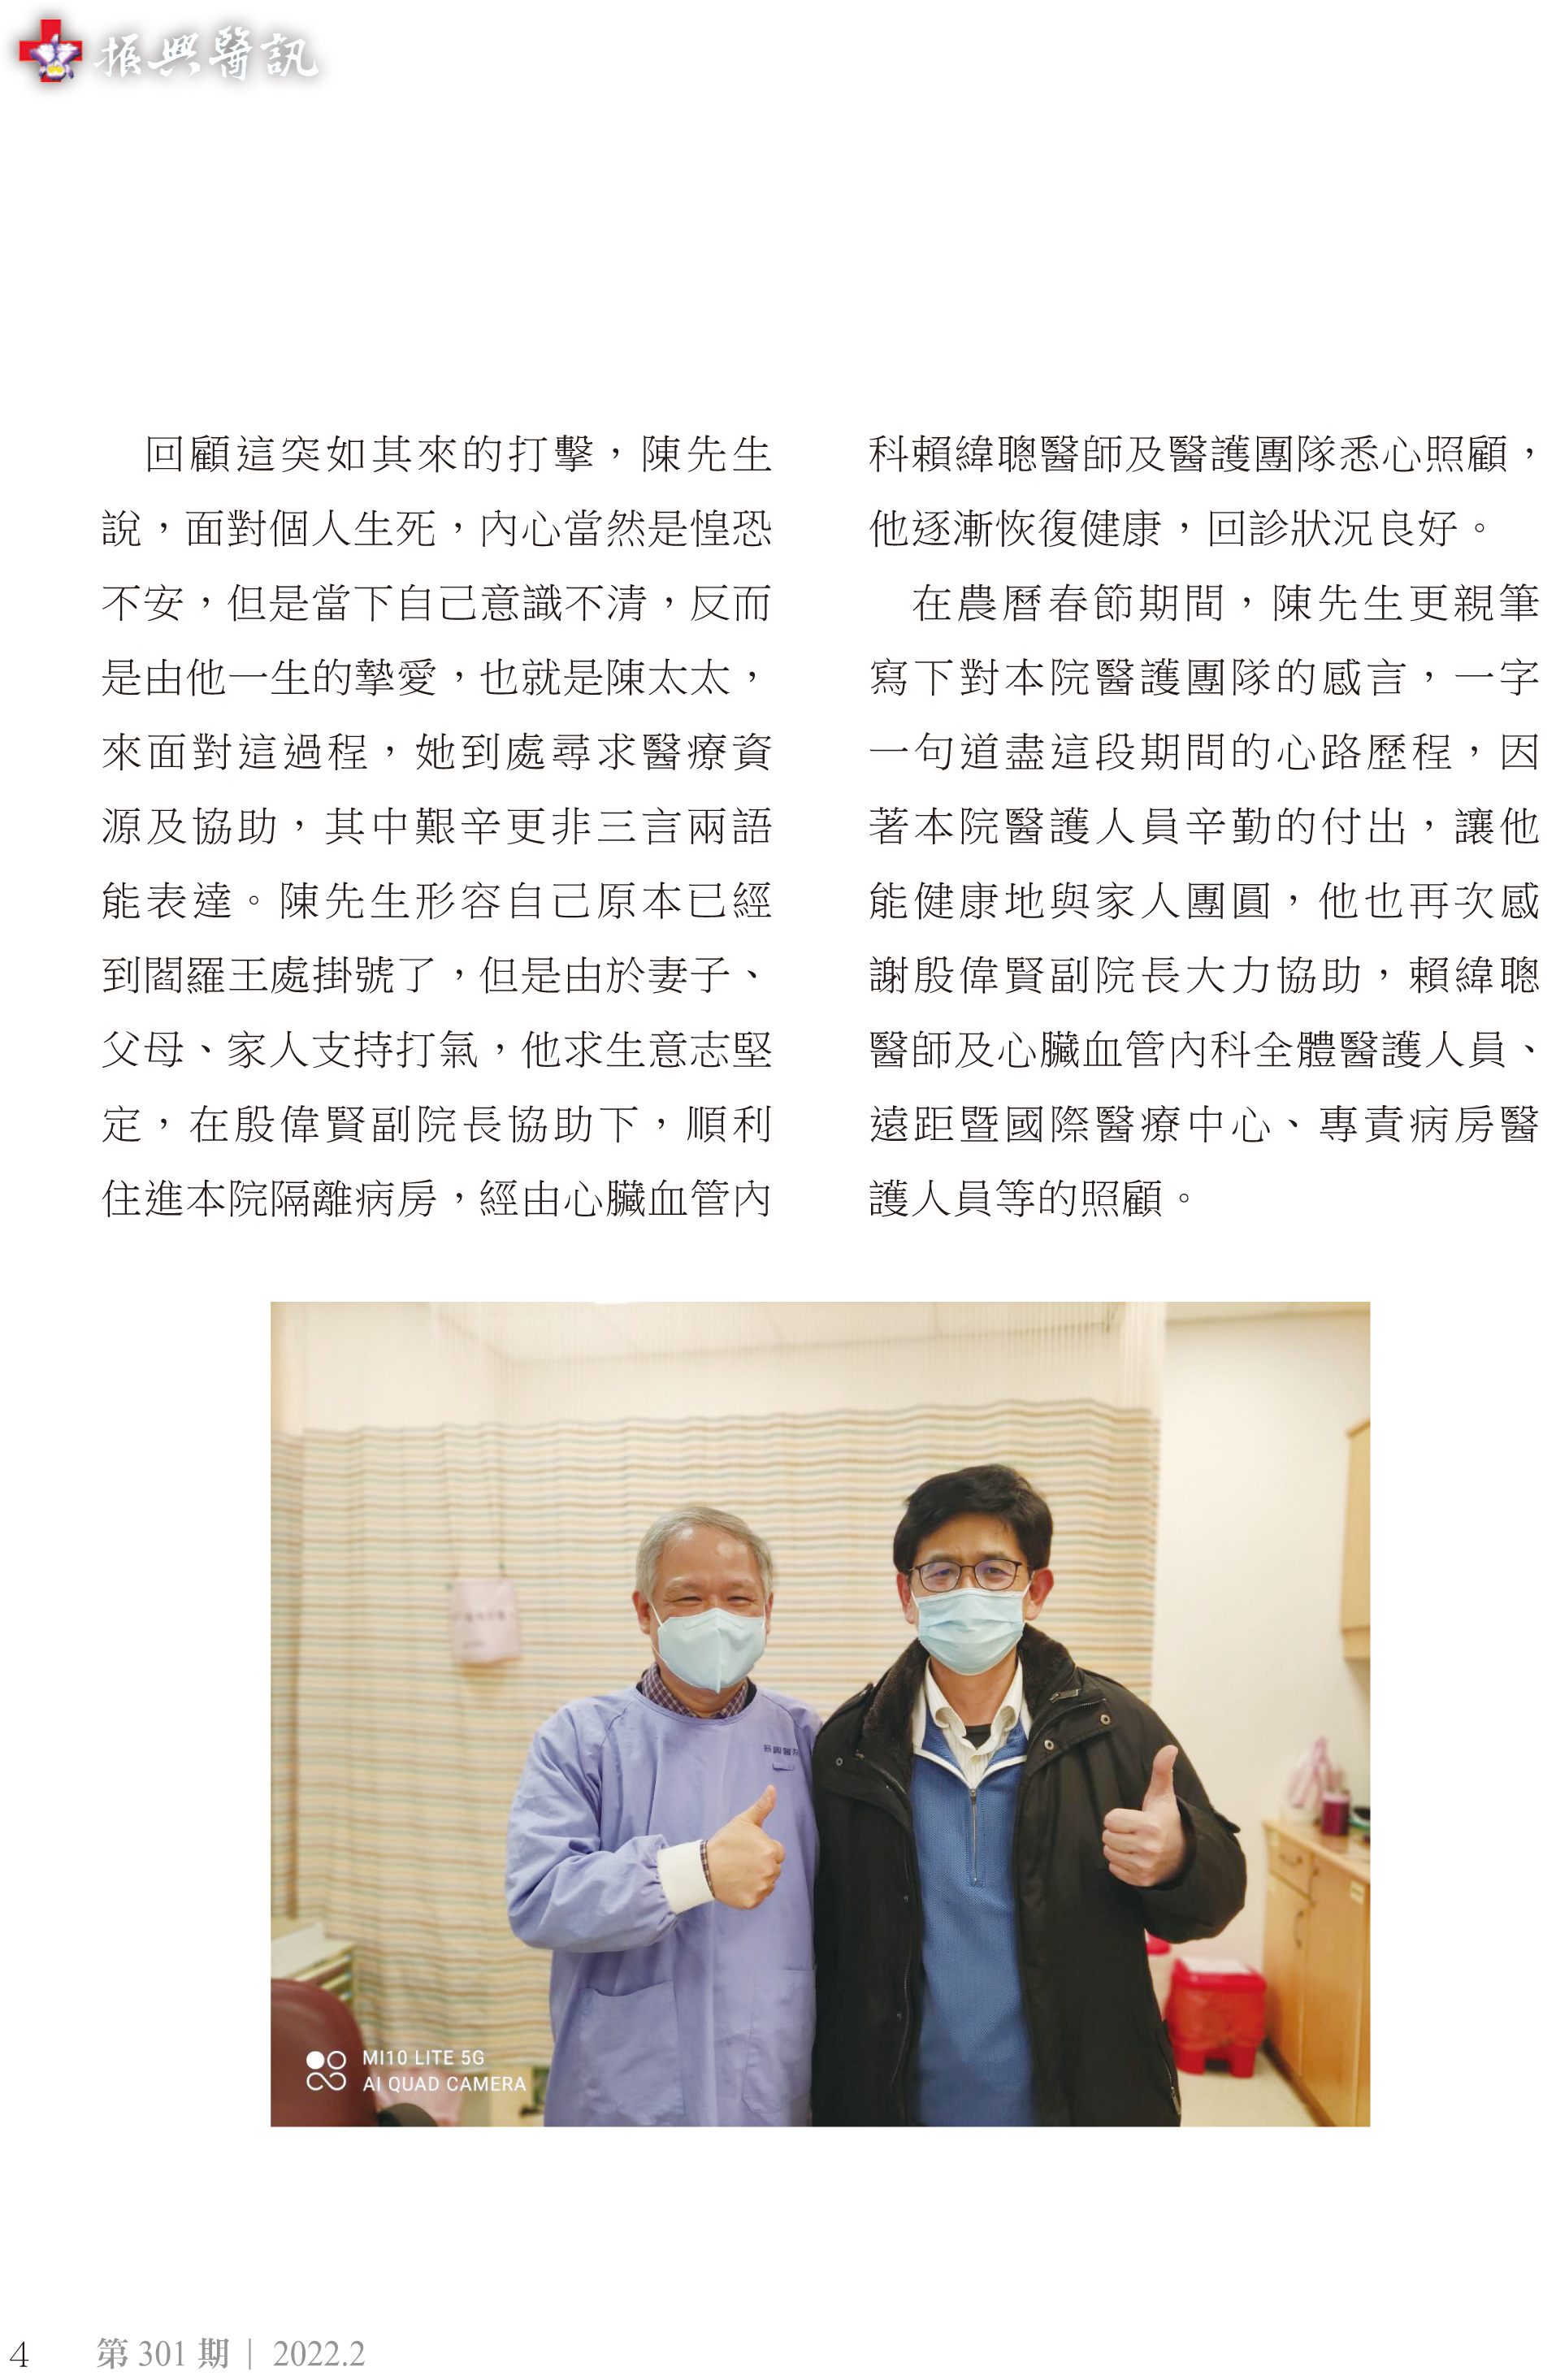 振興醫訊
回顧這突如其來的打擊，陳先生
說，面對個人生死，內心當然是惶恐
不安，但是當下自己意識不清，反而
是由他一生的摯愛，也就是陳太太，
來面對這過程，她到處尋求醫療資
源及協助，其中艱辛更非三言兩語
能表達。陳先生形容自己原本已經
到閻羅王處掛號了，但是由於妻子、
父母、家人支持打氣，他求生意志堅
定，在殷偉賢副院長協助下，順利
住進本院隔離病房，經由心臟血管內
科賴緯聰醫師及醫護團隊悉心照顧，
他逐漸恢復健康，回診狀況良好。
在農曆春節期間，陳先生更親筆
寫下對本院醫護團隊的感言，一字
一句道盡這段期間的心路歷程，因
著本院醫護人員辛勤的付出，讓他
能健康地與家人團圓，他也再次感
謝殷偉賢副院長大力協助，賴緯聰
醫師及心臟血管內科全體醫護人員、
遠距暨國際醫療中心、專責病房醫
護人員等的照顧。
振興醫院
MI10 LITE 5G
AI QUAD CAMERA
4 第 301 期｜ 2022.2